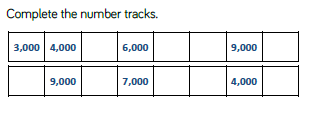 Complete the number tracks.
3,000 4,000 6,000 9,000
9,000 7,000 4,000